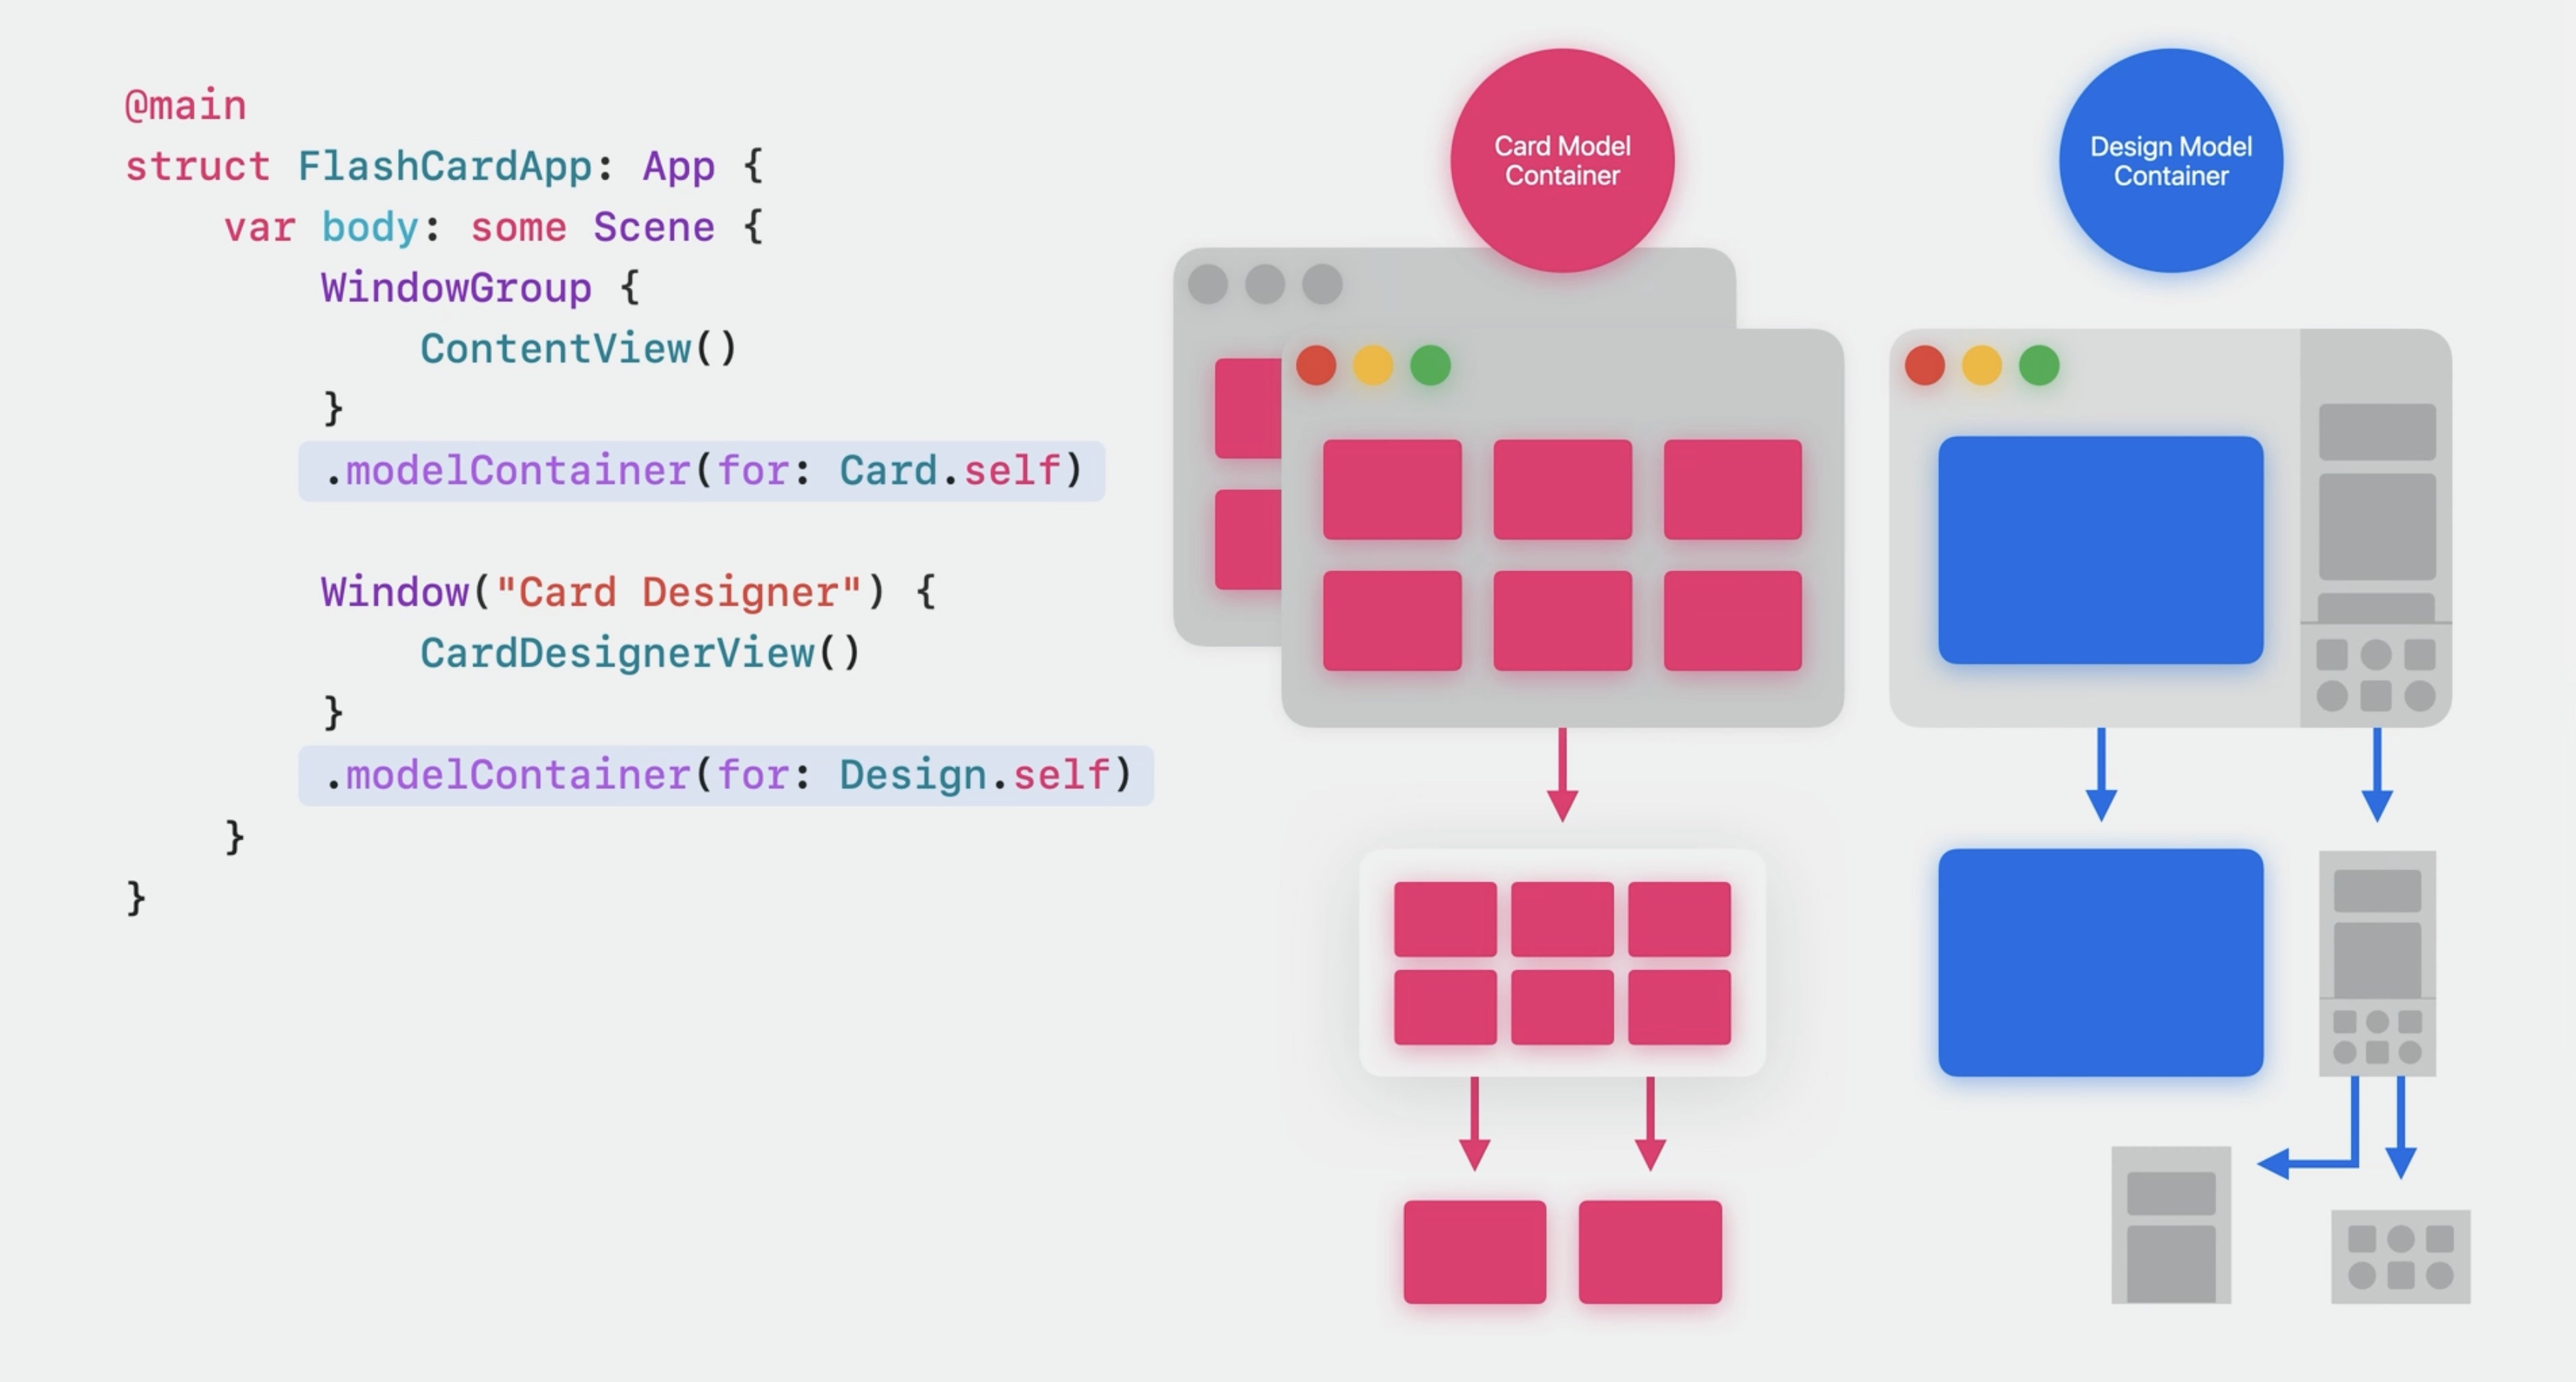 @main
struct FlashCardApp: App {
    var body: some Scene {
        WindowGroup {
            ContentView()
        }
        .modelContainer(for: Card.self)

        Window("Card Designer") {
            CardDesignerView()
        }
        .modelContainer(for: Design.self)
    }
}
Card Model
Container
Design Model
Container